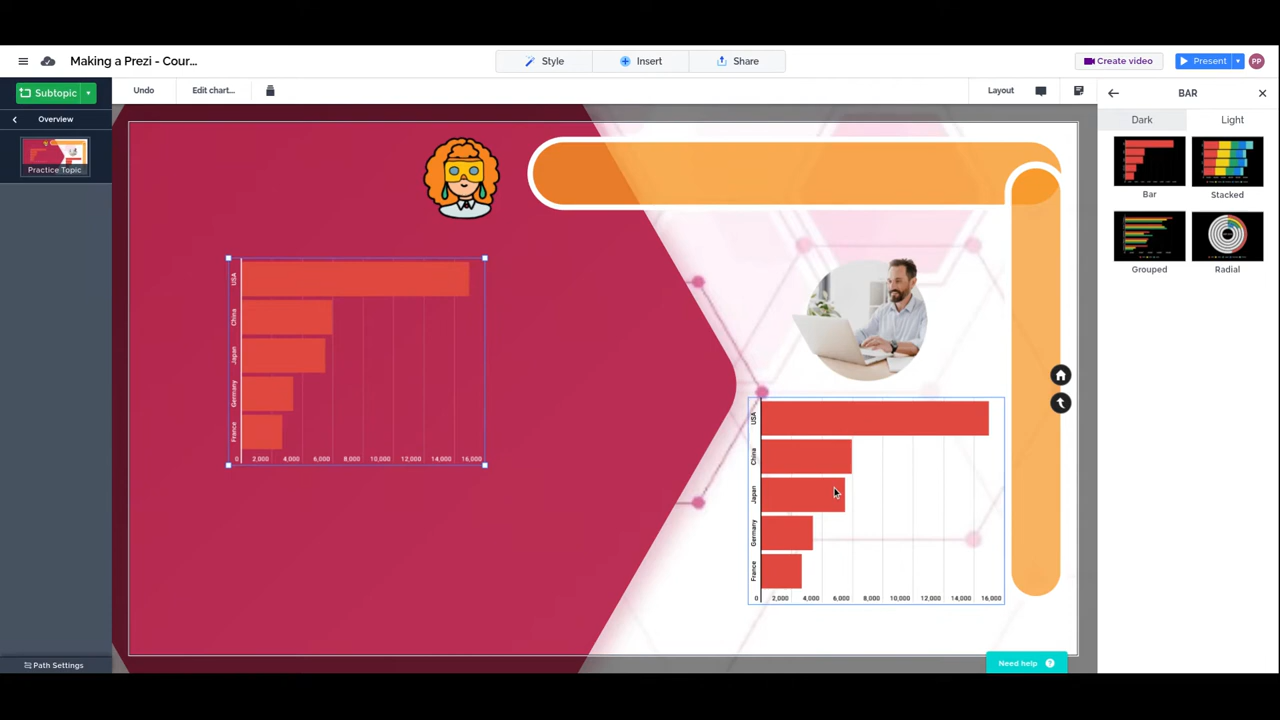 Making a Prezi - Cour...
Style
Insert
Share
Create video
Present
PP
Subtopic
Undo
Edit chart...
Layout
BAR
Overview
Dark
Light
Practice Topic
Bar
Stacked
Grouped
Radial
USA
China
Japan
Germany
France
0 2,000 4,000 6,000 8,000 10,000 12,000 14,000 16,000
USA
China
Japan
Germany
France
0 2,000 4,000 6,000 8,000 10,000 12,000 14,000 16,000
Path Settings
Need help ?